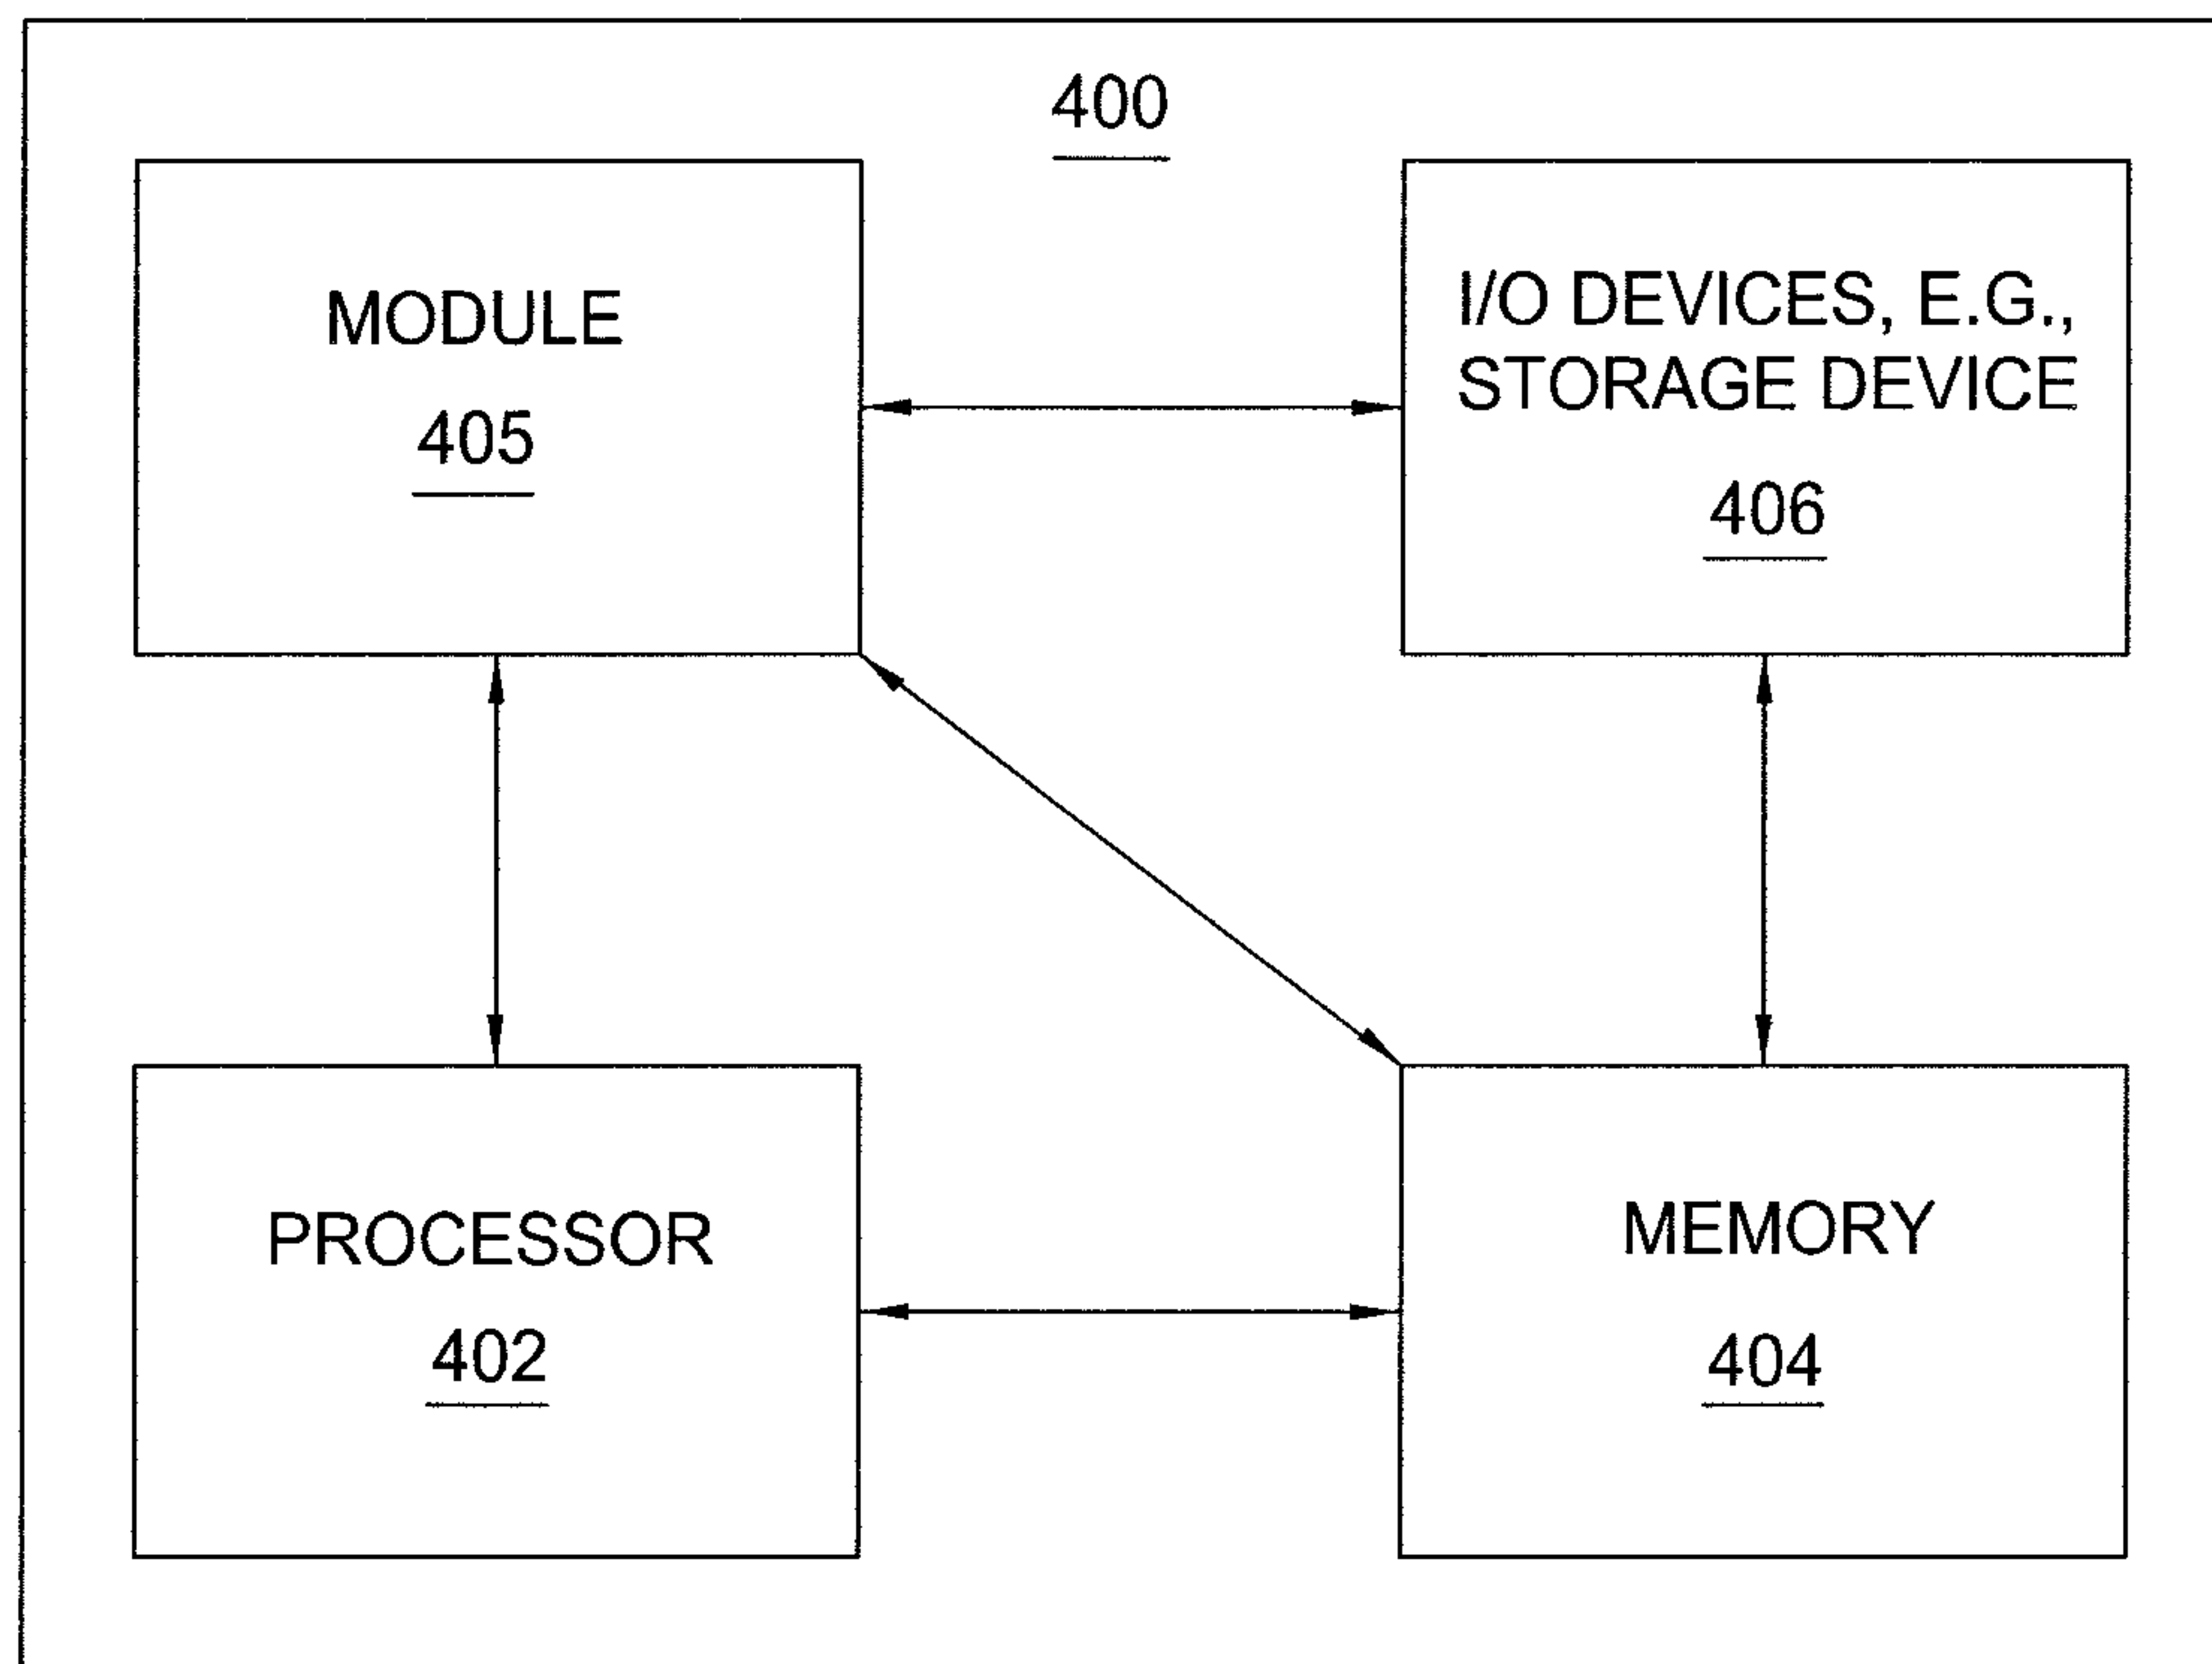 400
MODULE
405
I/O DEVICES, E.G.,
STORAGE DEVICE
406
PROCESSOR
402
MEMORY
404